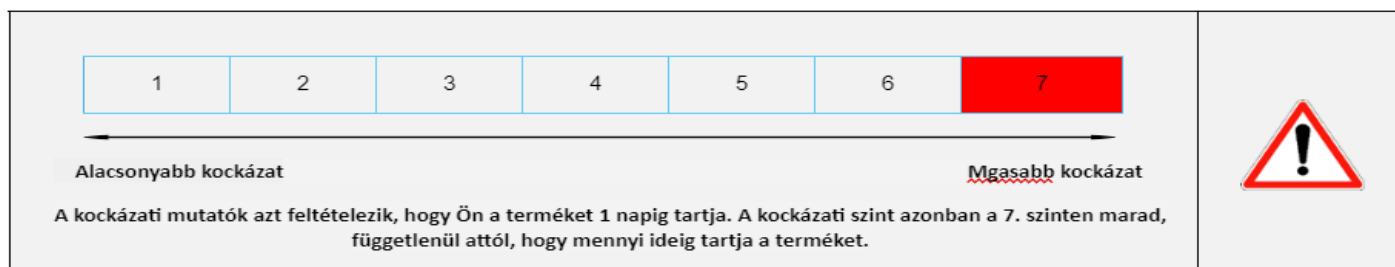 1 2 3 4 5 6 7
Alacsonyabb kockázat Mgasabb kockázat
A kockázati mutatók azt feltételezik, hogy Ön a terméket 1 napig tartja. A kockázati szint azonban a 7. szinten marad,
függetlenül attól, hogy mennyi ideig tartja a terméket.